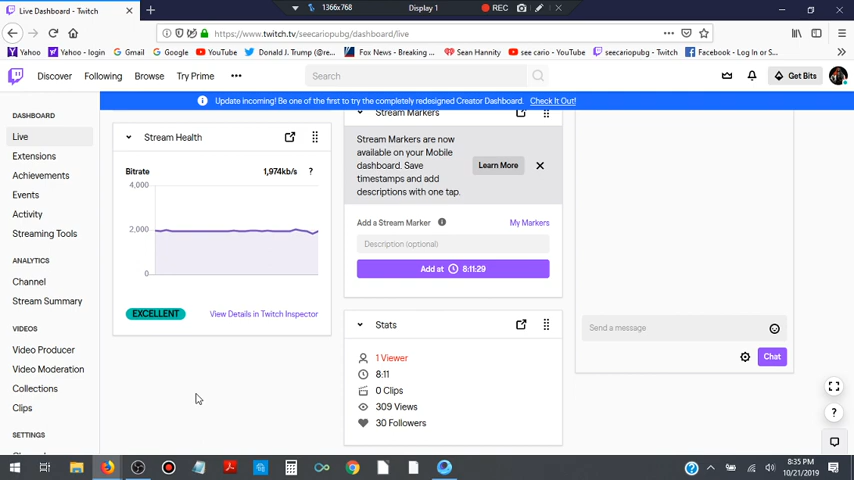 Live Dashboard - Twitch
1366x768
Display 1
REC
https://www.twitch.tv/seecariopubg/dashboard/live
Yahoo
Yahoo - login
Gmail
Google
YouTube
Donald J. Trump (@re...
Fox News - Breaking ...
Sean Hannity
see cario - YouTube
seecariopubg - Twitch
Facebook - Log In or S...
Discover
Following
Browse
Try Prime
Search
Get Bits
Update incoming! Be one of the first to try the completely redesigned Creator Dashboard. Check It Out!
DASHBOARD
Live
Extensions
Achievements
Events
Activity
Streaming Tools
ANALYTICS
Channel
Stream Summary
VIDEOS
Video Producer
Video Moderation
Collections
Clips
SETTINGS
Stream Health
Bitrate
1,974kb/s
?
4,000
2,000
0
EXCELLENT
View Details in Twitch Inspector
Stream Markers
Stream Markers are now
available on your Mobile
dashboard. Save
timestamps and add
descriptions with one tap.
Learn More
Add a Stream Marker
My Markers
Description (optional)
Add at 8:11:29
Stats
1 Viewer
8:11
0 Clips
309 Views
30 Followers
Send a message
Chat
?
8:35 PM
10/21/2019